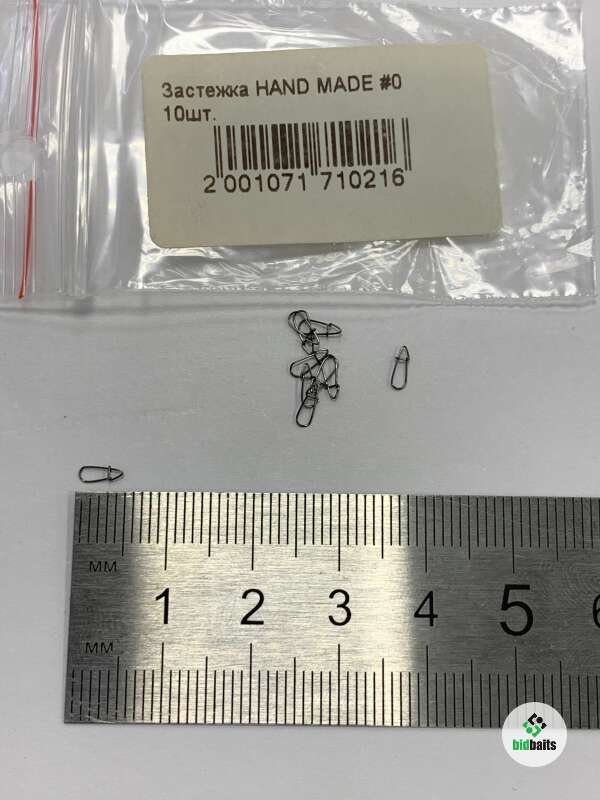 Застежка HAND MADE #0
10шт.
2 001071 710216
мм
1 2 3 4 5 6
мм
bidbaits